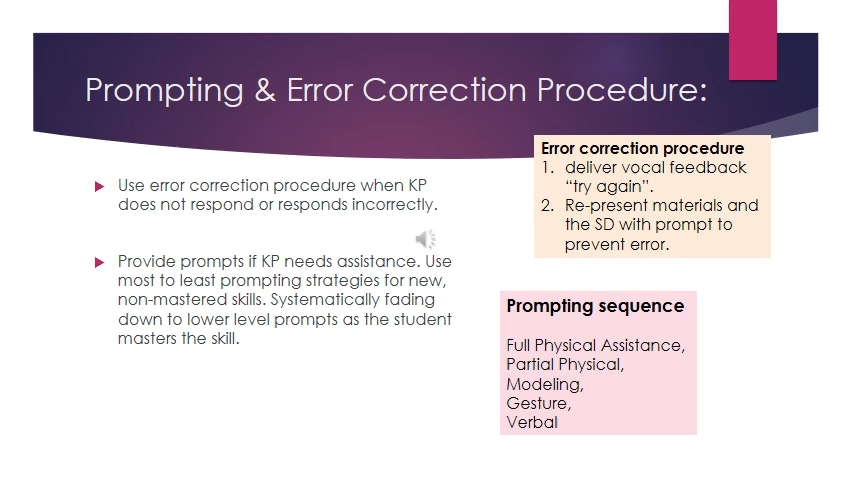 Prompting & Error Correction Procedure:
Use error correction procedure when KP
does not respond or responds incorrectly.
Provide prompts if KP needs assistance. Use
most to least prompting strategies for new,
non-mastered skills. Systematically fading
down to lower level prompts as the student
masters the skill.
Error correction procedure
1. deliver vocal feedback
“try again”.
2. Re-present materials and
the SD with prompt to
prevent error.
Prompting sequence
Full Physical Assistance,
Partial Physical,
Modeling,
Gesture,
Verbal